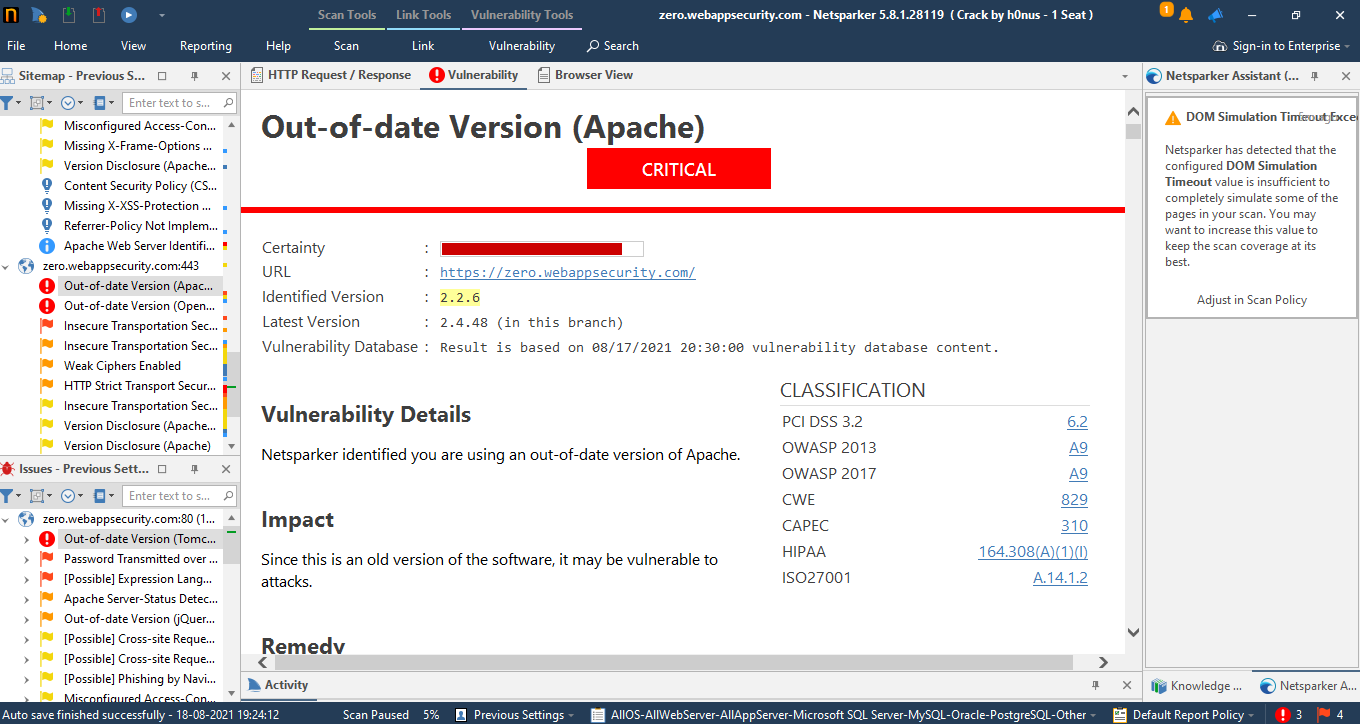 Scan Tools Link Tools Vulnerability Tools zero.webappsecurity.com - Netsparker 5.8.1.28119 ( Crack by h0nus - 1 Seat ) 1
File Home View Reporting Help Scan Link Vulnerability Search Sign-in to Enterprise
Sitemap - Previous S...
Enter text to s...
Misconfigured Access-Con...
Missing X-Frame-Options ...
Version Disclosure (Apache...
Content Security Policy (CS...
Missing X-XSS-Protection ...
Referrer-Policy Not Implem...
Apache Web Server Identifi...
zero.webappsecurity.com:443
Out-of-date Version (Apac...
Out-of-date Version (Open...
Insecure Transportation Sec...
Insecure Transportation Sec...
Weak Ciphers Enabled
HTTP Strict Transport Secur...
Insecure Transportation Sec...
Version Disclosure (Apache...
Version Disclosure (Apache)
Issues - Previous Sett...
Enter text to s...
zero.webappsecurity.com:80 (1...
Out-of-date Version (Tomc...
Password Transmitted over ...
[Possible] Expression Lang...
Apache Server-Status Detec...
Out-of-date Version (jQuer...
[Possible] Cross-site Reque...
[Possible] Cross-site Reque...
[Possible] Phishing by Navi...
Misconfigured Access-Con...
HTTP Request / Response Vulnerability Browser View
Out-of-date Version (Apache)
CRITICAL
Certainty :
URL : https://zero.webappsecurity.com/
Identified Version : 2.2.6
Latest Version : 2.4.48 (in this branch)
Vulnerability Database : Result is based on 08/17/2021 20:30:00 vulnerability database content.
Vulnerability Details
Netsparker identified you are using an out-of-date version of Apache.
Impact
Since this is an old version of the software, it may be vulnerable to
attacks.
Remedy
CLASSIFICATION
PCI DSS 3.2 6.2
OWASP 2013 A9
OWASP 2017 A9
CWE 829
CAPEC 310
HIPAA 164.308(A)(1)(I)
ISO27001 A.14.1.2
Activity
Netsparker Assistant (...
DOM Simulation Timeout Excee
Netsparker has detected that the
configured DOM Simulation
Timeout value is insufficient to
completely simulate some of the
pages in your scan. You may
want to increase this value to
keep the scan coverage at its
best.
Adjust in Scan Policy
Knowledge ... Netsparker A...
Auto save finished successfully - 18-08-2021 19:24:12 Scan Paused 5% Previous Settings AllOS-AllWebServer-AllAppServer-Microsoft SQL Server-MySQL-Oracle-PostgreSQL-Other Default Report Policy 3 4